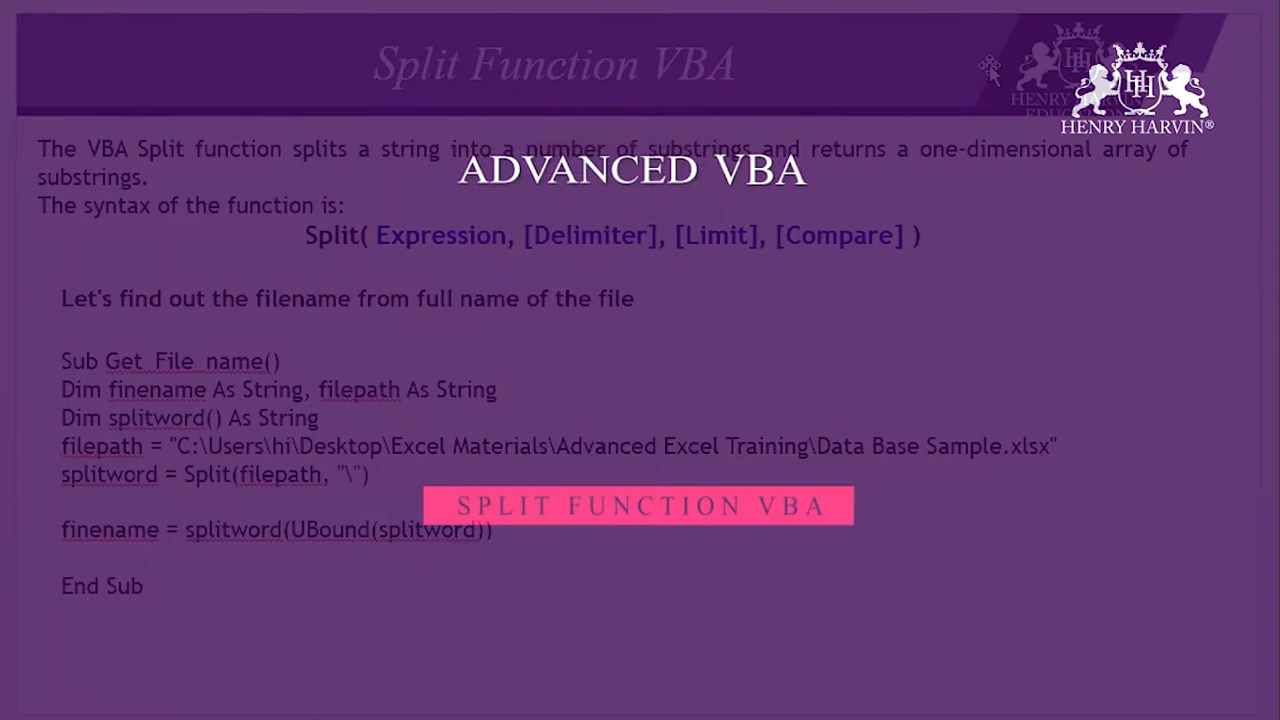 Split Function VBA
HENRY HARVIN
EDUCATION
HH
HENRY HARVIN®
The VBA Split function splits a string into a number of substrings and returns a one-dimensional array of
substrings.
ADVANCED VBA
The syntax of the function is:
Split( Expression, [Delimiter], [Limit], [Compare] )
Let's find out the filename from full name of the file
Sub Get_File_name()
Dim finename As String, filepath As String
Dim splitword() As String
filepath = "C:\Users\hi\Desktop\Excel Materials\Advanced Excel Training\Data Base Sample.xlsx"
splitword = Split(filepath, "\")
SPLIT FUNCTION VBA
finename = splitword(UBound(splitword))
End Sub